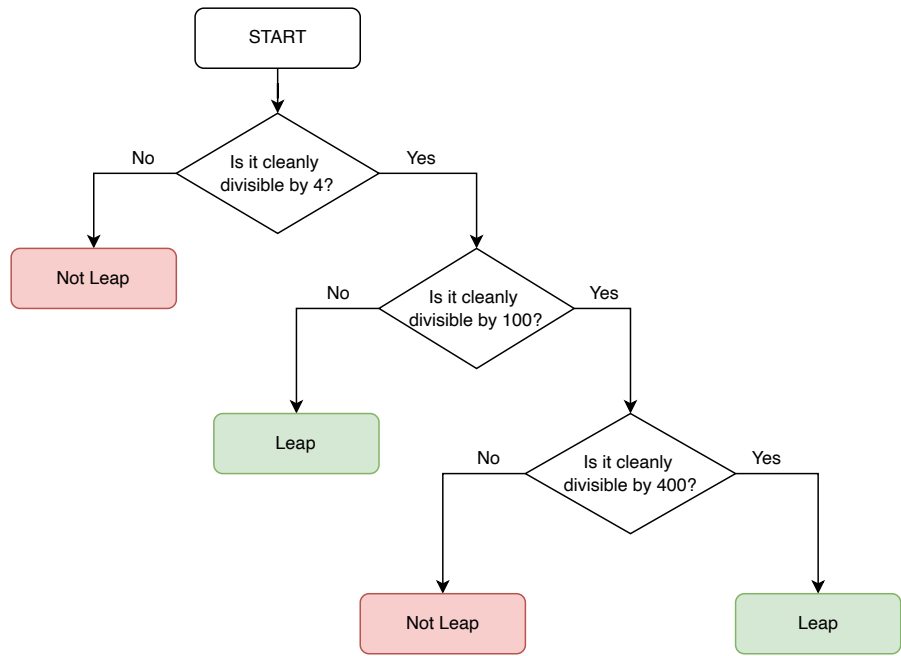 START
No
Is it cleanly
divisible by 4?
Yes
Not Leap
No
Is it cleanly
divisible by 100?
Yes
Leap
No
Is it cleanly
divisible by 400?
Yes
Not Leap
Leap